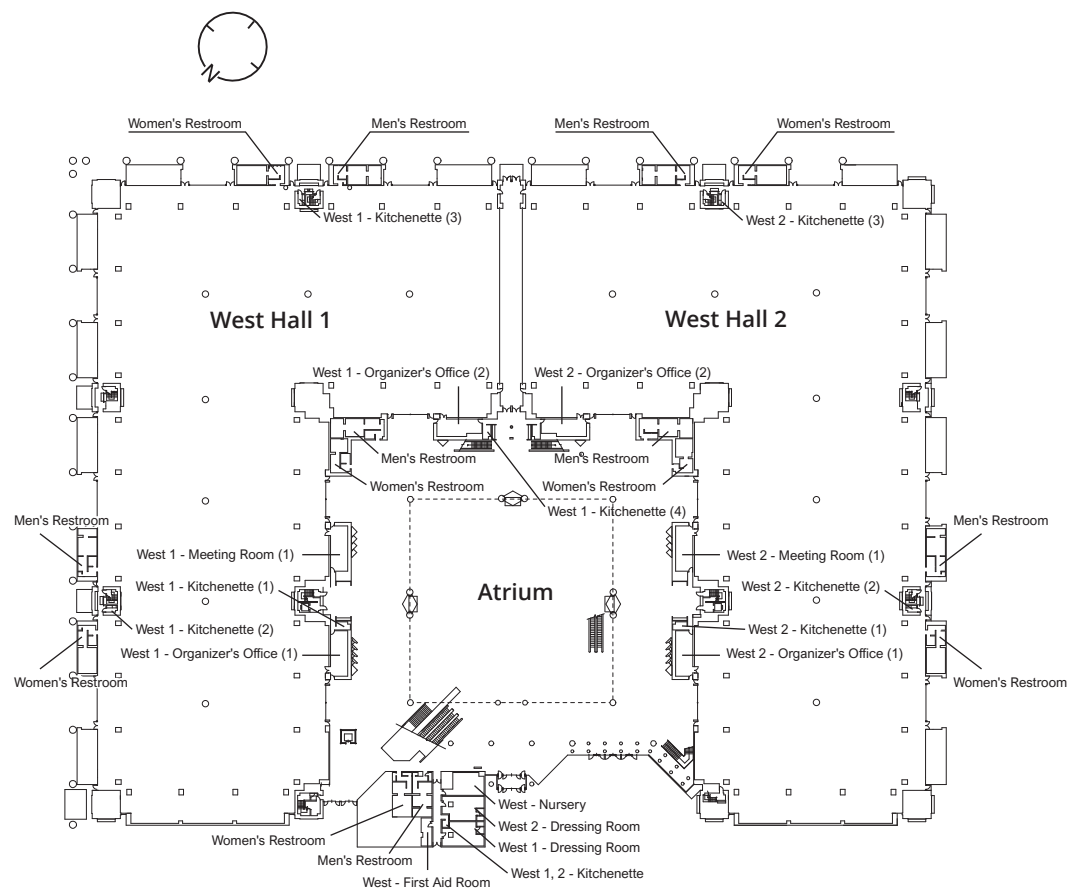 N
Women's Restroom
Men's Restroom
Men's Restroom
Women's Restroom
West 1 - Kitchenette (3)
West 2 - Kitchenette (3)
West Hall 1
West Hall 2
West 1 - Organizer's Office (2)
West 2 - Organizer's Office (2)
Men's Restroom
Men's Restroom
Women's Restroom
Women's Restroom
West 1 - Kitchenette (4)
Men's Restroom
Men's Restroom
West 1 - Meeting Room (1)
West 2 - Meeting Room (1)
West 1 - Kitchenette (1)
West 2 - Kitchenette (2)
Atrium
West 1 - Kitchenette (2)
West 2 - Kitchenette (1)
West 1 - Organizer's Office (1)
West 2 - Organizer's Office (1)
Women's Restroom
Women's Restroom
West - Nursery
West 2 - Dressing Room
Women's Restroom
West 1 - Dressing Room
Men's Restroom
West 1, 2 - Kitchenette
West - First Aid Room